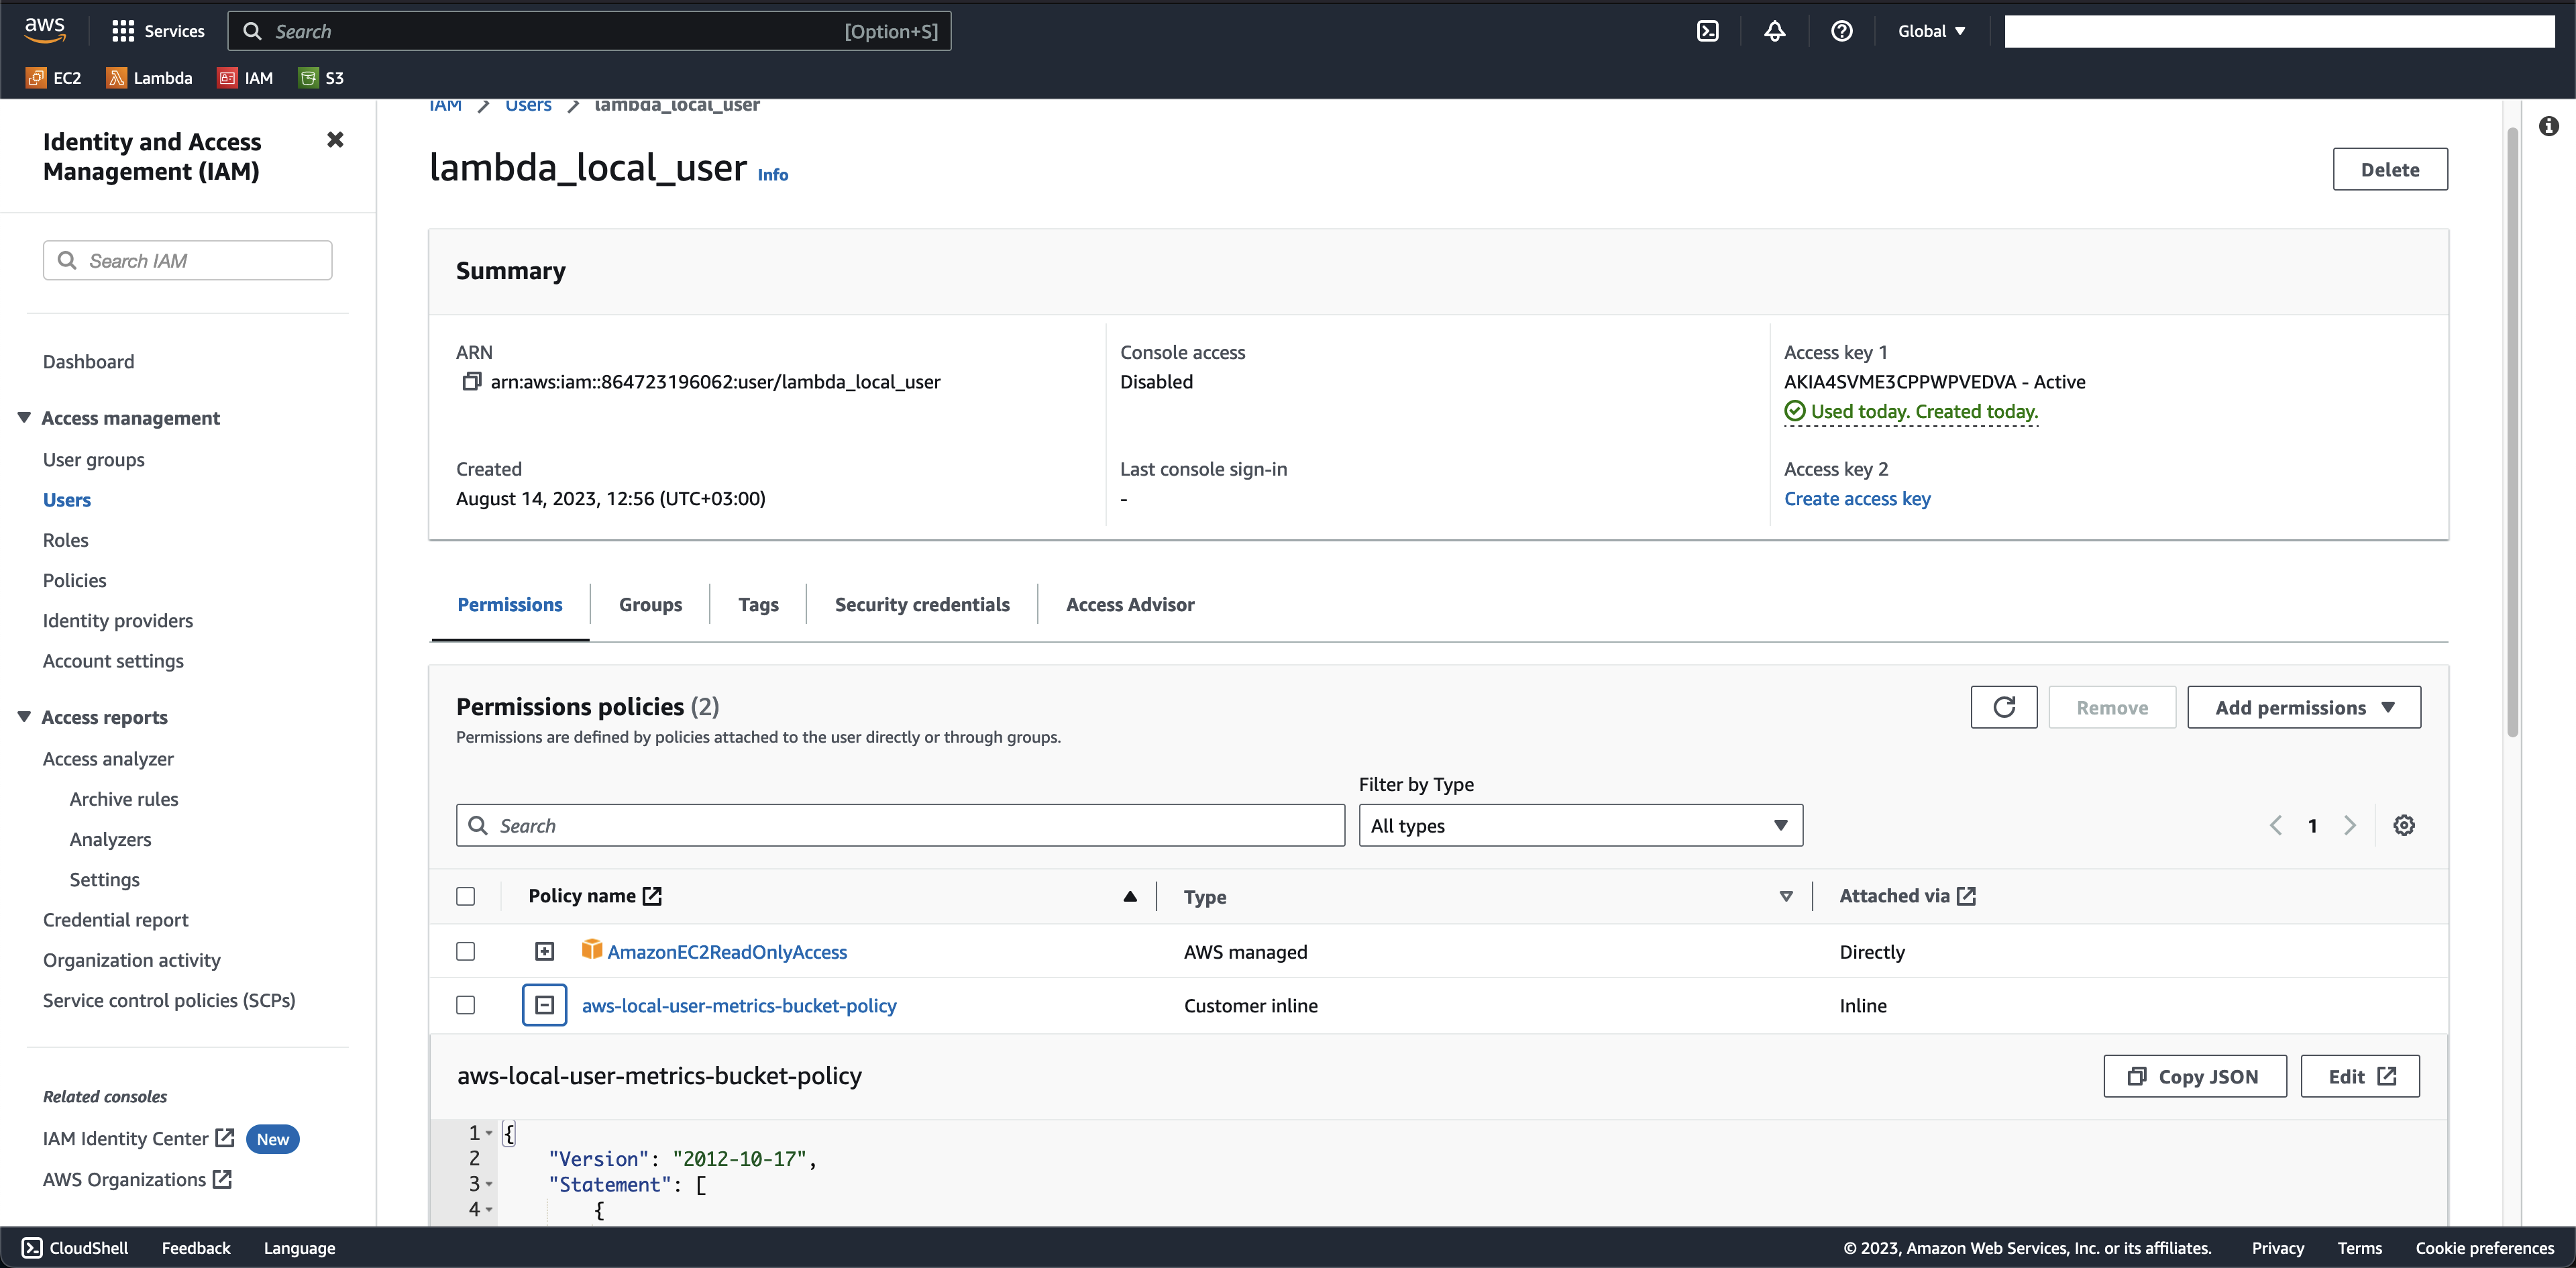 aws
Services
Search
[Option+S]
Global
EC2
Lambda
IAM
S3
Identity and Access
Management (IAM)
Search IAM
Dashboard
Access management
User groups
Users
Roles
Policies
Identity providers
Account settings
Access reports
Access analyzer
Archive rules
Analyzers
Settings
Credential report
Organization activity
Service control policies (SCPs)
Related consoles
IAM Identity Center
New
AWS Organizations
IAM
Users
lambda_local_user
lambda_local_user
Info
Delete
Summary
ARN
arn:aws:iam::864723196062:user/lambda_local_user
Created
August 14, 2023, 12:56 (UTC+03:00)
Console access
Disabled
Last console sign-in
-
Access key 1
AKIA4SVME3CPPWPVEDVA - Active
Used today. Created today.
Access key 2
Create access key
Permissions
Groups
Tags
Security credentials
Access Advisor
Permissions policies (2)
Permissions are defined by policies attached to the user directly or through groups.
Remove
Add permissions
Filter by Type
Search
All types
1
Policy name
Type
Attached via
AmazonEC2ReadOnlyAccess
AWS managed
Directly
aws-local-user-metrics-bucket-policy
Customer inline
Inline
aws-local-user-metrics-bucket-policy
Copy JSON
Edit
1 {
2 "Version": "2012-10-17",
3 "Statement": [
4 {
CloudShell
Feedback
Language
© 2023, Amazon Web Services, Inc. or its affiliates.
Privacy
Terms
Cookie preferences